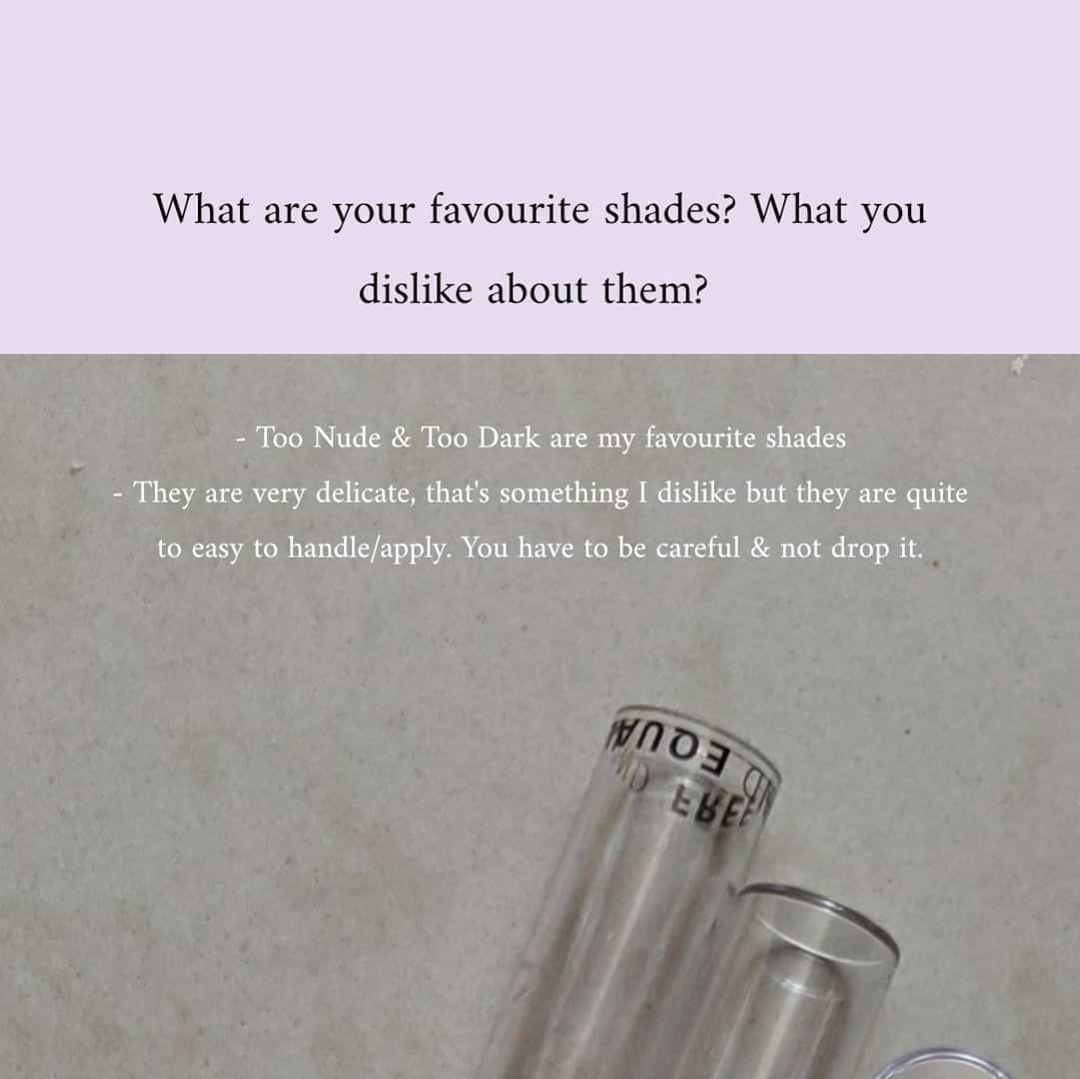 What are your favourite shades? What you
dislike about them?
- Too Nude & Too Dark are my favourite shades
- They are very delicate, that's something I dislike but they are quite
to easy to handle/apply. You have to be careful & not drop it.
FREE